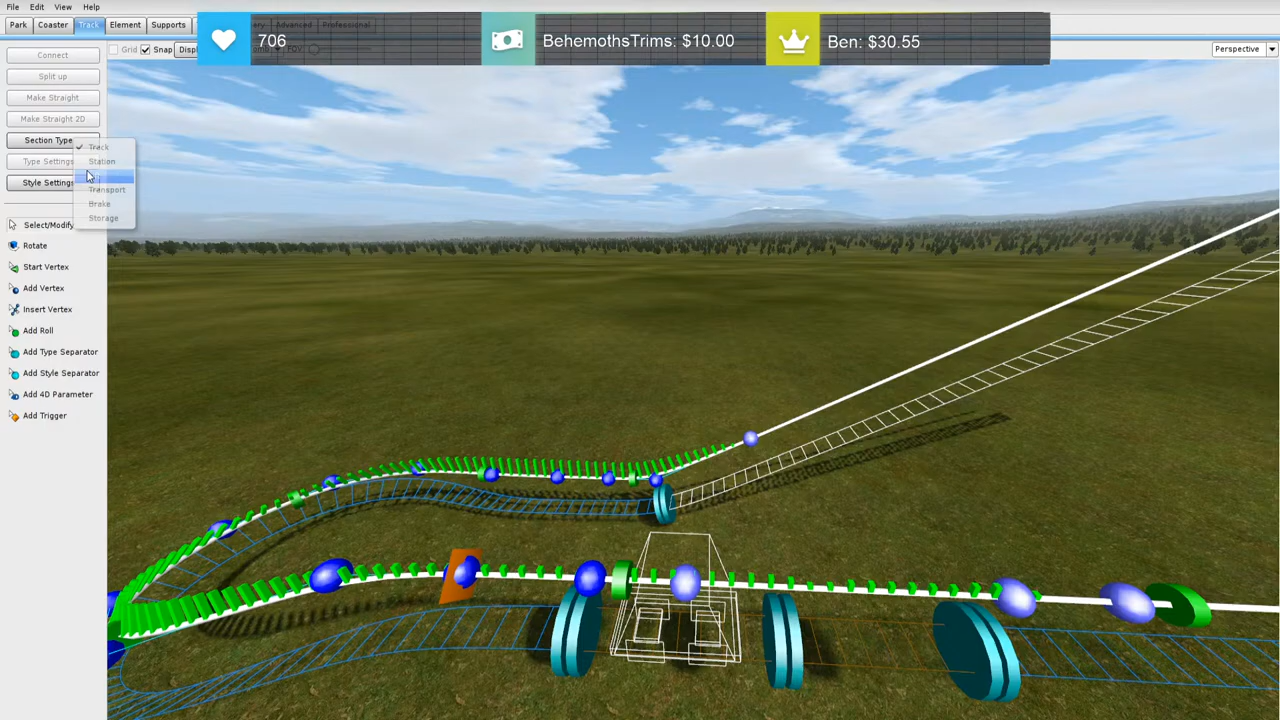 File Edit View Help
Park Coaster Track Element Supports Advanced Professional
706
BehemothsTrims: $10.00
Ben: $30.55
Grid Snap FOV
Perspective
Connect
Split up
Make Straight
Make Straight 2D
Section Type
Type Settings
Style Settings
Track
Station
Transport
Brake
Storage
Select/Modify
Rotate
Start Vertex
Add Vertex
Insert Vertex
Add Roll
Add Type Separator
Add Style Separator
Add 4D Parameter
Add Trigger